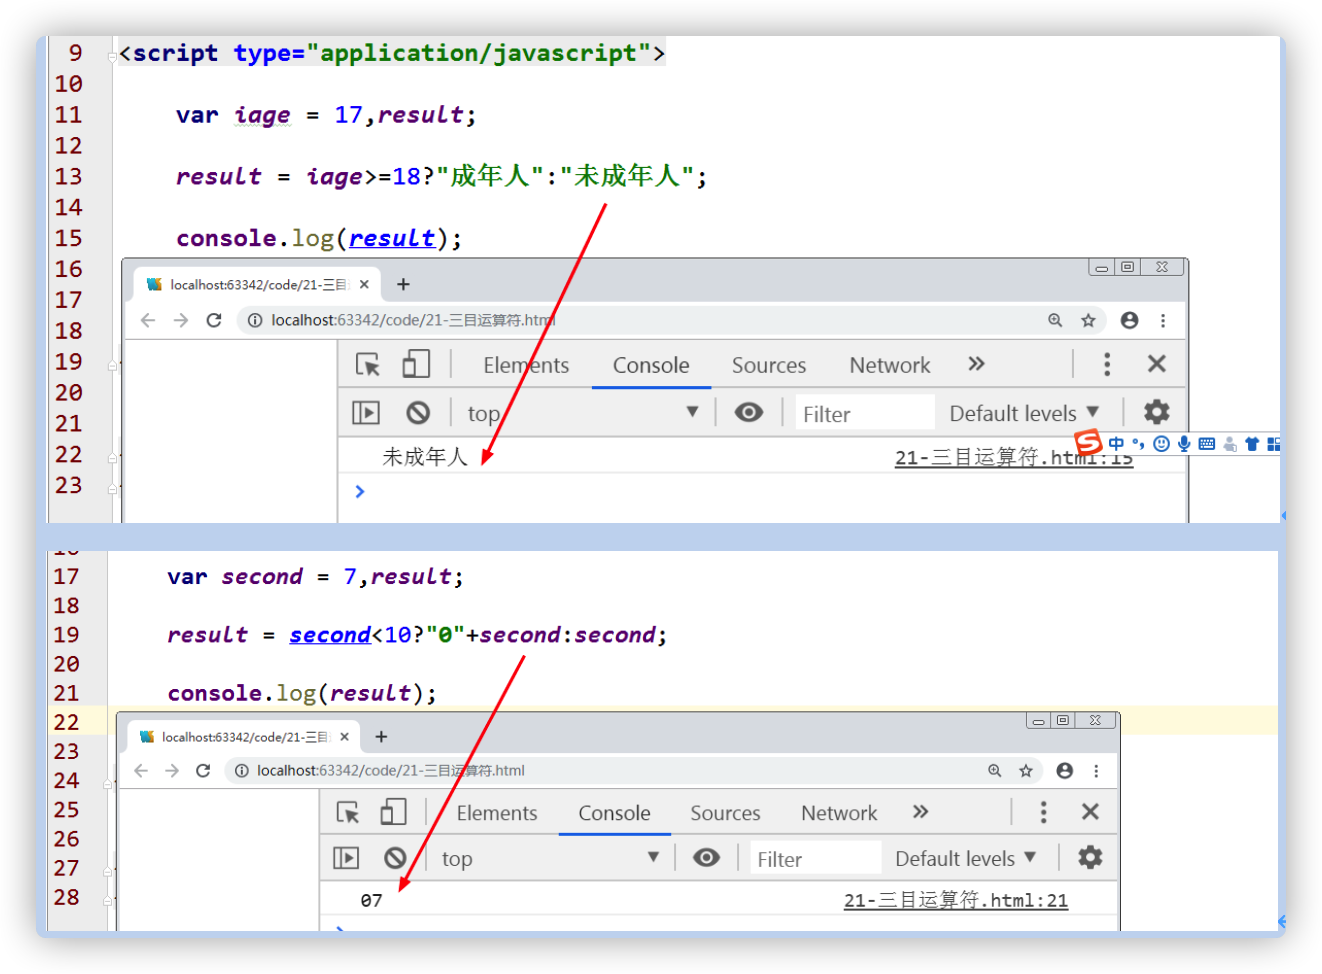 9 <script type="application/javascript">
10
11 var iage = 17,result;
12
13 result = iage>=18?"成年人":"未成年人";
14
15 console.log(result);
16
17
18
19
20
21
22
23
localhost:63342/code/21-三目
localhost:63342/code/21-三目运算符.html
Elements Console Sources Network
top Filter Default levels
中
未成年人 21-三目运算符.html:15
17 var second = 7,result;
18
19 result = second<10?"0"+second:second;
20
21 console.log(result);
22
23
24
25
26
27
28
localhost:63342/code/21-三目
localhost:63342/code/21-三目运算符.html
Elements Console Sources Network
top Filter Default levels
07 21-三目运算符.html:21